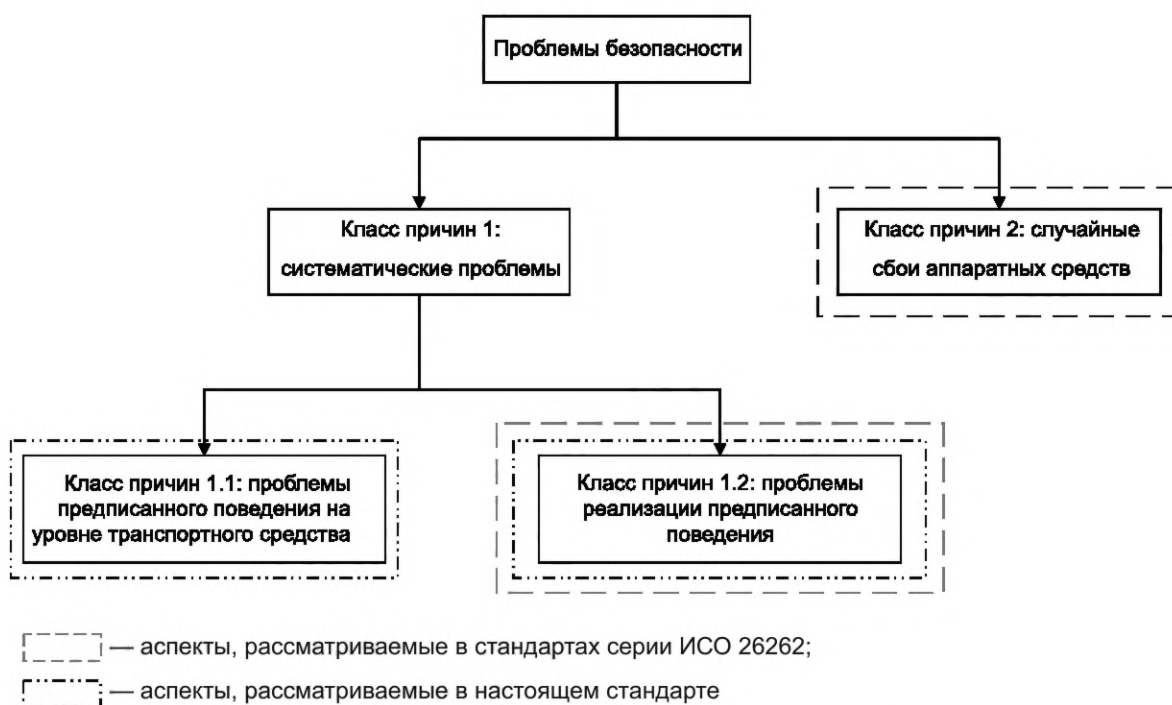 Проблемы безопасности
Класс причин 1:
систематические проблемы
Класс причин 2: случайные
сбои аппаратных средств
Класс причин 1.1: проблемы
предписанного поведения на
уровне транспортного средства
Класс причин 1.2: проблемы
реализации предписанного
поведения
— аспекты, рассматриваемые в стандартах серии ИСО 26262;
— аспекты, рассматриваемые в настоящем стандарте